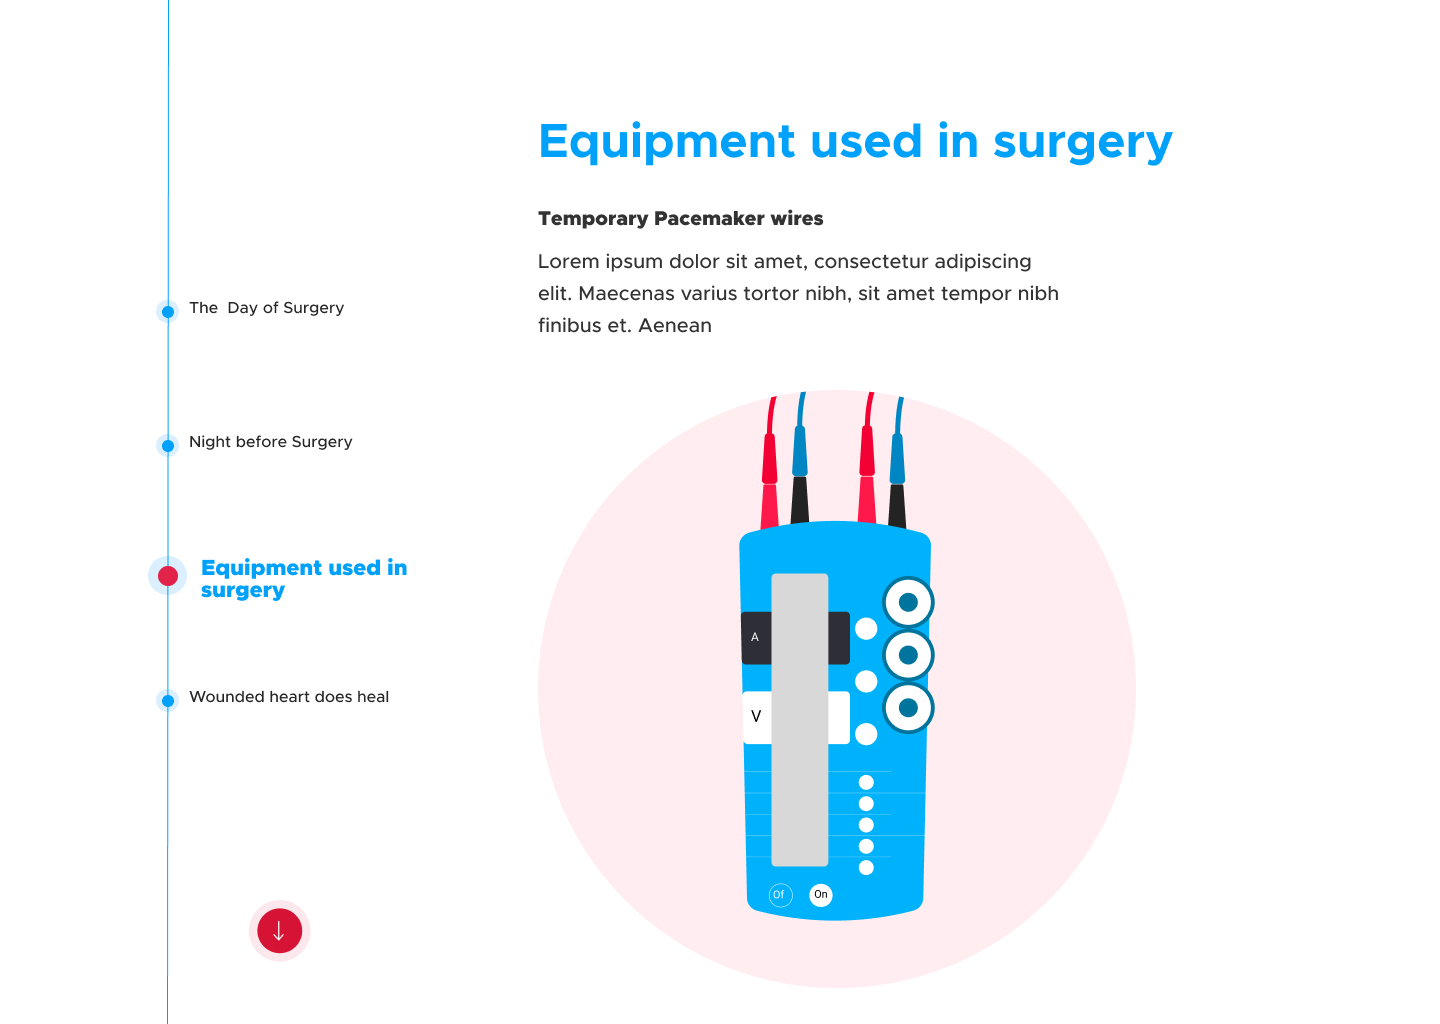 Equipment used in surgery
Temporary Pacemaker wires
Lorem ipsum dolor sit amet, consectetur adipiscing
elit. Maecenas varius tortor nibh, sit amet tempor nibh
finibus et. Aenean
The  Day of Surgery
Night before Surgery
Equipment used in
surgery
Wounded heart does heal
A
V
Of
On